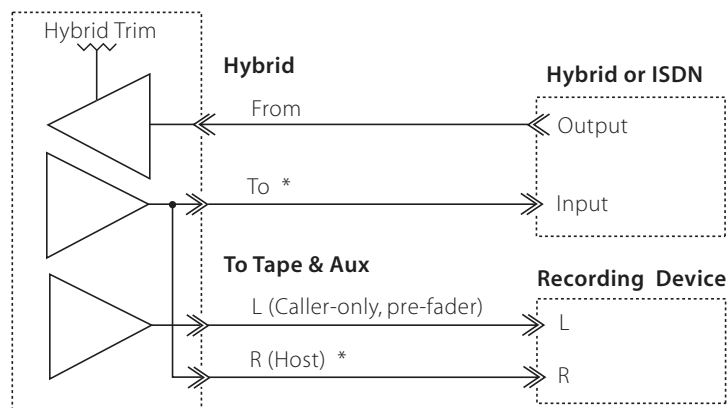 Hybrid Trim
Hybrid
Hybrid or ISDN
From
Output
To *
Input
To Tape & Aux
Recording Device
L (Caller-only, pre-fader)
L
R (Host) *
R